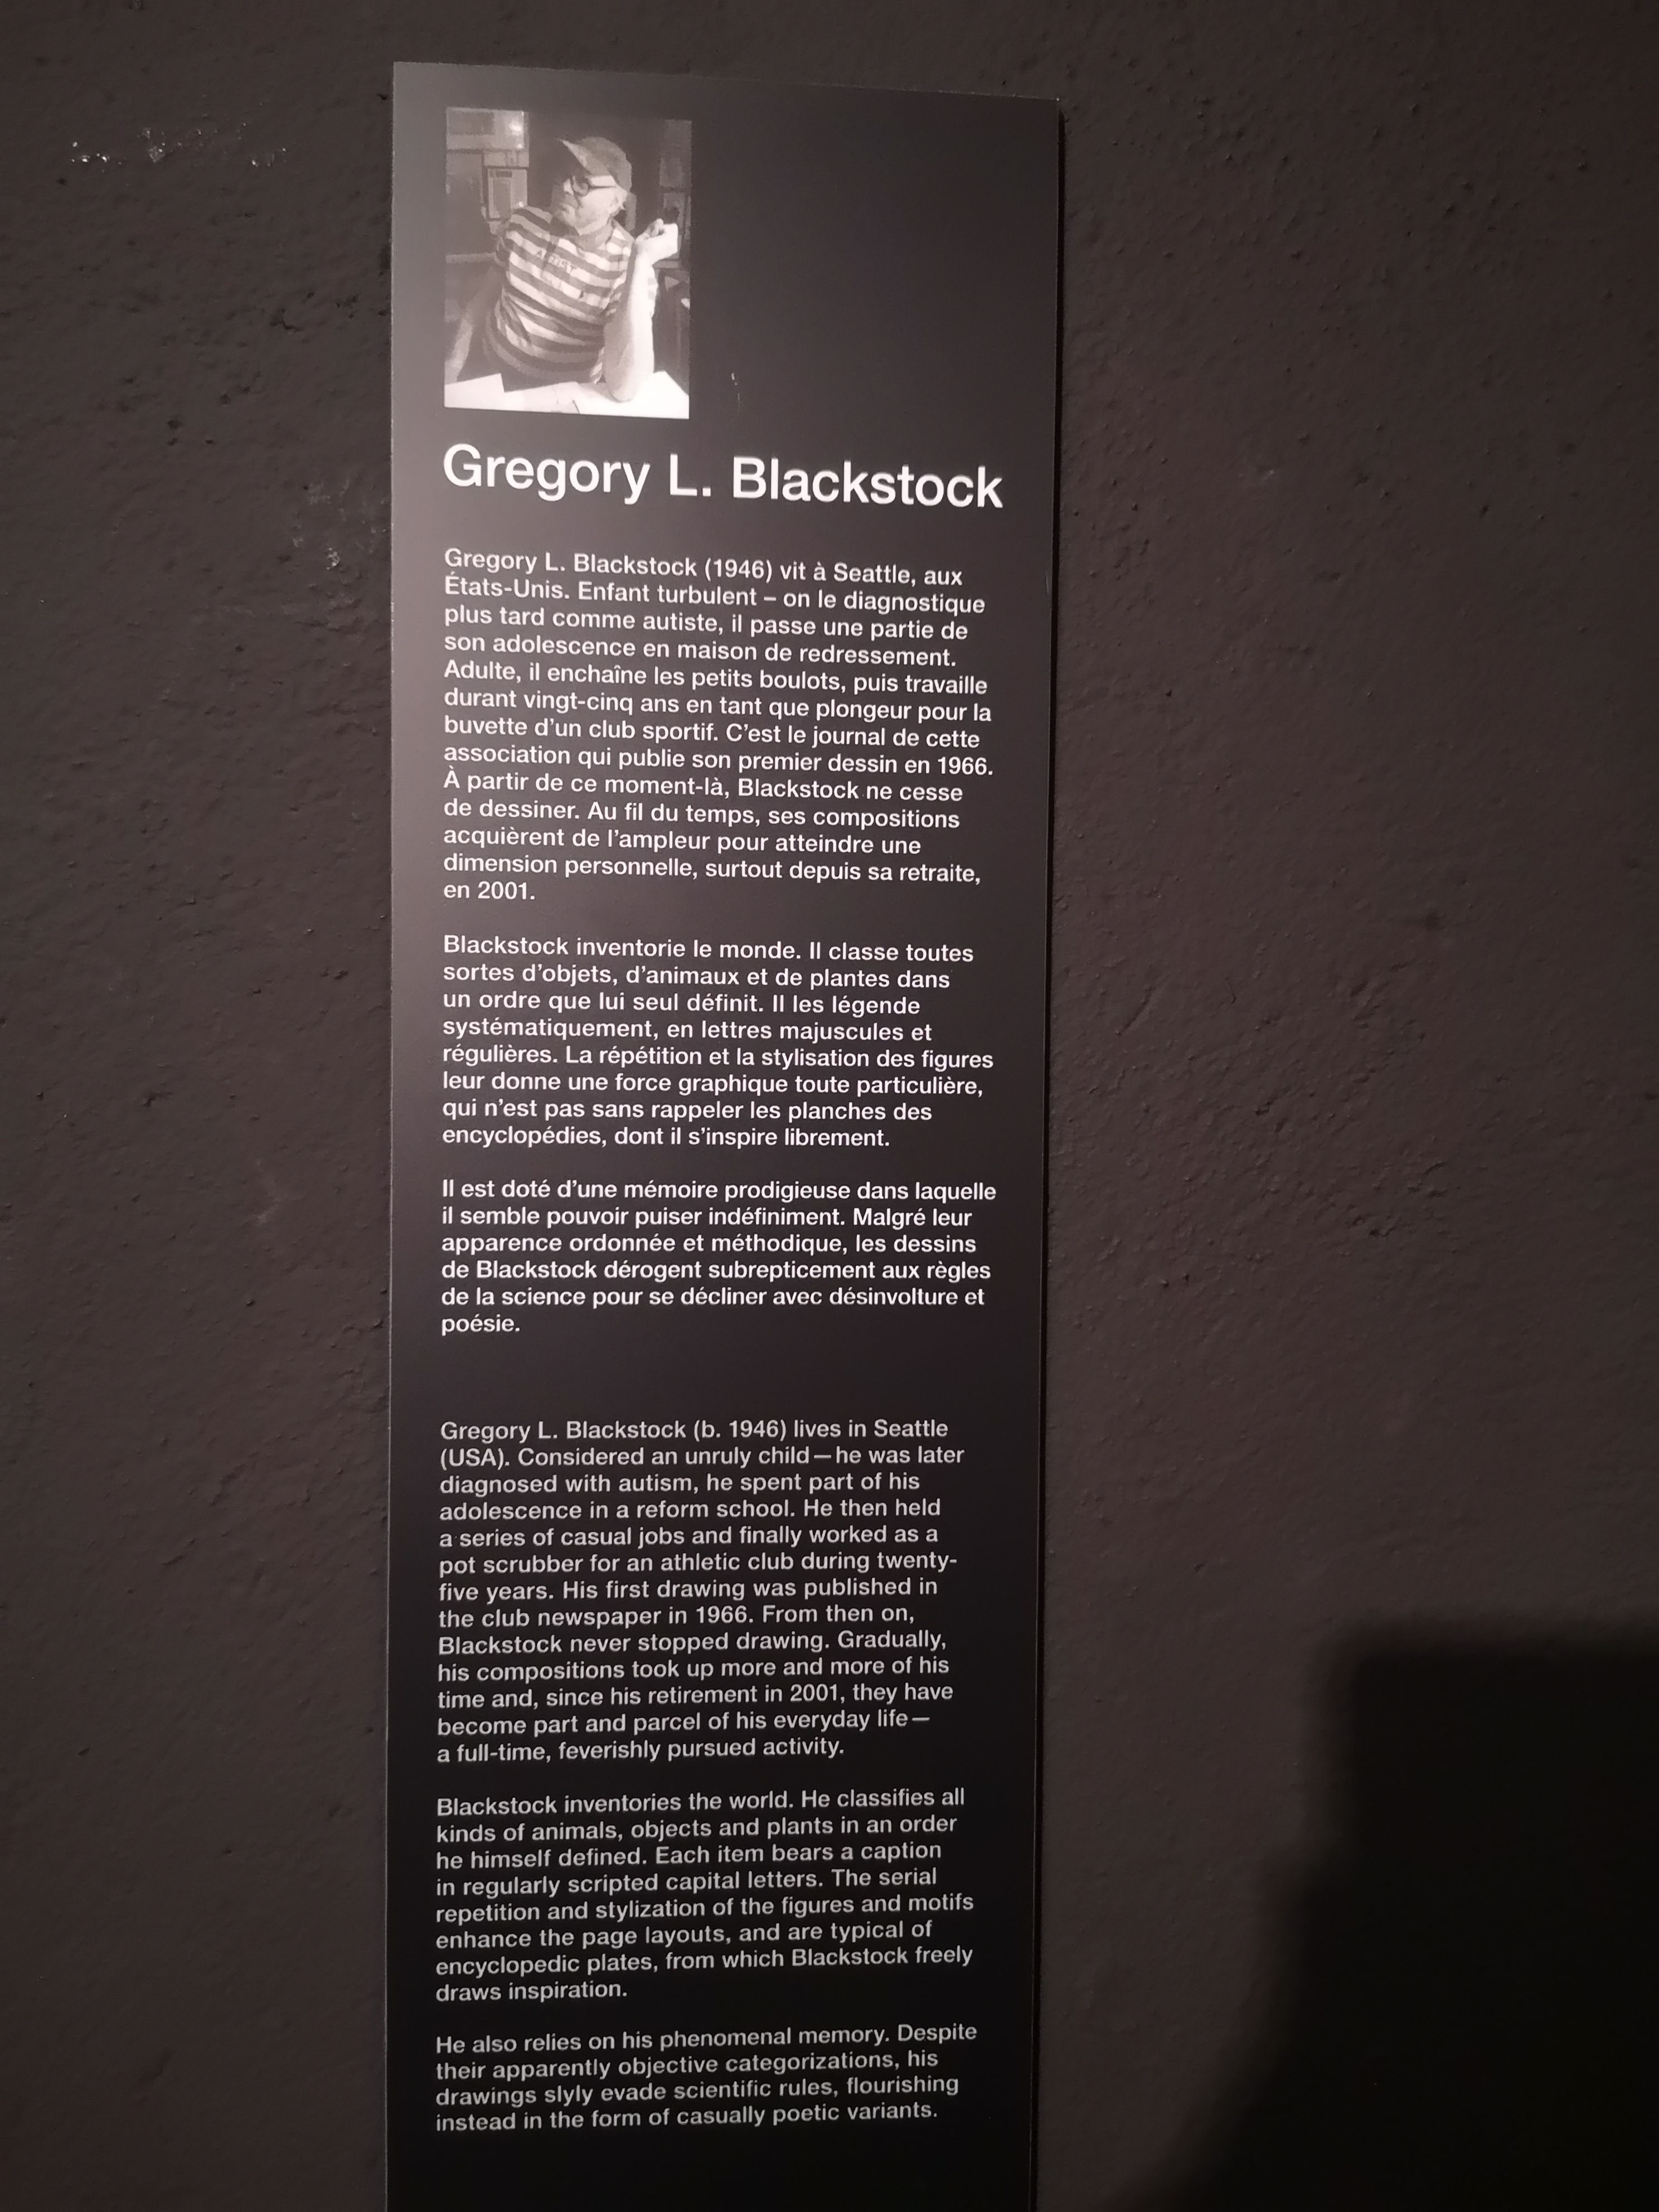 ARTIST
Gregory L. Blackstock
Gregory L. Blackstock (1946) vit à Seattle, aux
États-Unis. Enfant turbulent – on le diagnostique
plus tard comme autiste, il passe une partie de
son adolescence en maison de redressement.
Adulte, il enchaîne les petits boulots, puis travaille
durant vingt-cinq ans en tant que plongeur pour la
buvette d’un club sportif. C’est le journal de cette
association qui publie son premier dessin en 1966.
À partir de ce moment-là, Blackstock ne cesse
de dessiner. Au fil du temps, ses compositions
acquièrent de l’ampleur pour atteindre une
dimension personnelle, surtout depuis sa retraite,
en 2001.
Blackstock inventorie le monde. Il classe toutes
sortes d’objets, d’animaux et de plantes dans
un ordre que lui seul définit. Il les légende
systématiquement, en lettres majuscules et
régulières. La répétition et la stylisation des figures
leur donne une force graphique toute particulière,
qui n’est pas sans rappeler les planches des
encyclopédies, dont il s’inspire librement.
Il est doté d’une mémoire prodigieuse dans laquelle
il semble pouvoir puiser indéfiniment. Malgré leur
apparence ordonnée et méthodique, les dessins
de Blackstock dérogent subrepticement aux règles
de la science pour se décliner avec désinvolture et
poésie.
Gregory L. Blackstock (b. 1946) lives in Seattle
(USA). Considered an unruly child — he was later
diagnosed with autism, he spent part of his
adolescence in a reform school. He then held
a series of casual jobs and finally worked as a
pot scrubber for an athletic club during twenty-
five years. His first drawing was published in
the club newspaper in 1966. From then on,
Blackstock never stopped drawing. Gradually,
his compositions took up more and more of his
time and, since his retirement in 2001, they have
become part and parcel of his everyday life —
a full-time, feverishly pursued activity.
Blackstock inventories the world. He classifies all
kinds of animals, objects and plants in an order
he himself defined. Each item bears a caption
in regularly scripted capital letters. The serial
repetition and stylization of the figures and motifs
enhance the page layouts, and are typical of
encyclopedic plates, from which Blackstock freely
draws inspiration.
He also relies on his phenomenal memory. Despite
their apparently objective categorizations, his
drawings slyly evade scientific rules, flourishing
instead in the form of casually poetic variants.